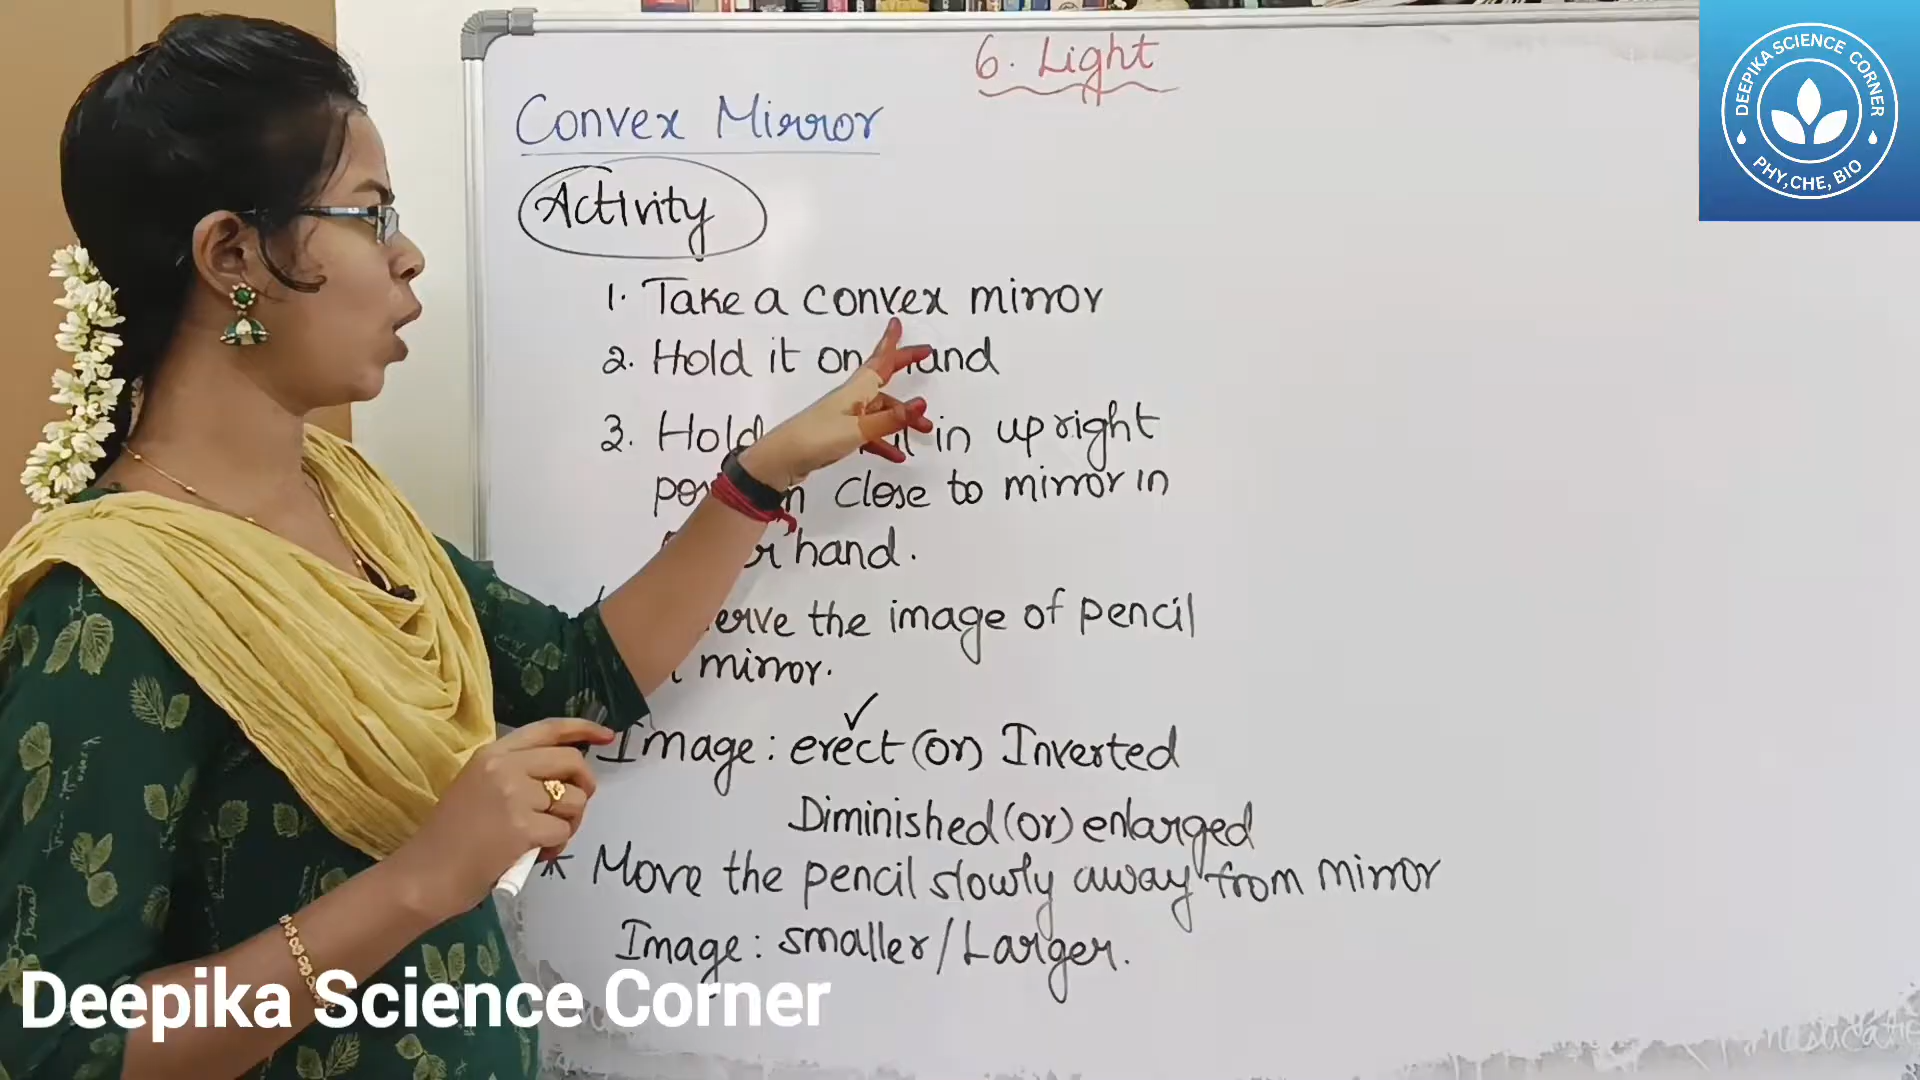 6. Light
Convex Mirror
Activity
1. Take a convex mirror
2. Hold it on hand
3. Hold in upright
close to mirror in
hand.
the image of pencil
mirror.
✓
Image: erect (or) Inverted
Diminished (or) enlarged
* Move the pencil slowly away from mirror
Image: smaller/Larger.
DEEPIKA SCIENCE CORNER
PHY,CHE, BIO
Deepika Science Corner